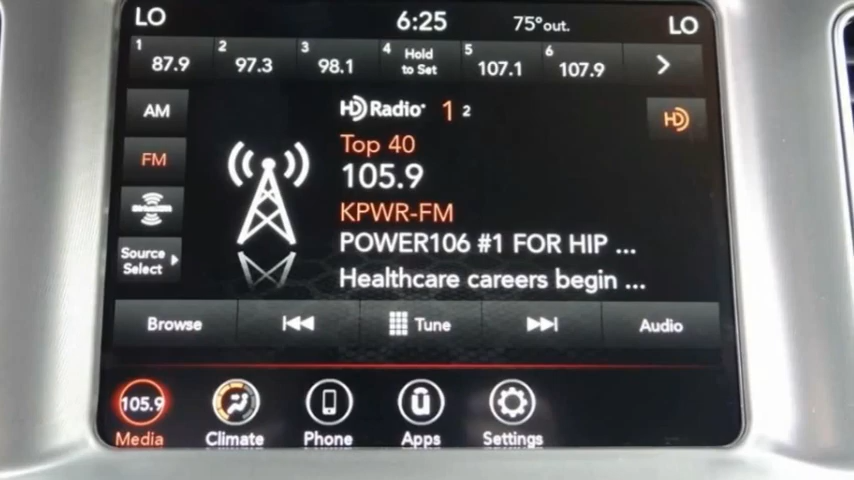 LO 6:25 75°out. LO
1 87.9 2 97.3 3 98.1 4 Hold to Set 5 107.1 6 107.9
AM
HD Radio 1 2
HD
FM
Top 40
105.9
KPWR-FM
POWER106 #1 FOR HIP ...
Source Select
Healthcare careers begin ...
Browse Tune Audio
105.9
Media Climate Phone Apps Settings